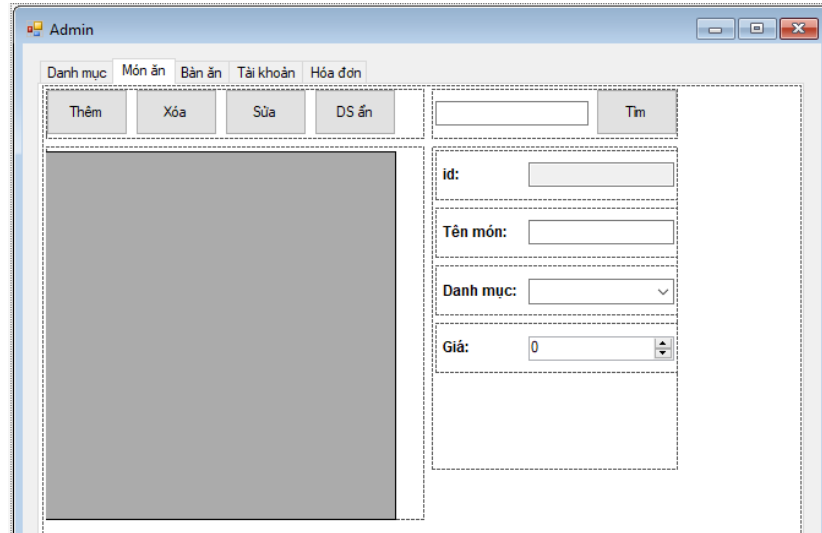 Admin
Danh mục Món ăn Bàn ăn Tài khoản Hóa đơn
Thêm Xóa Sửa DS ẩn Tìm
id:
Tên món:
Danh mục:
Giá: 0